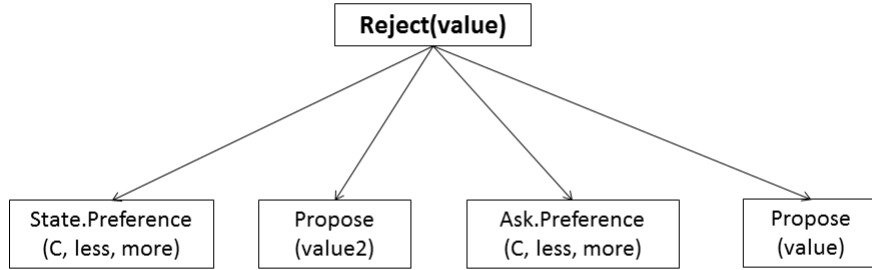 Reject(value)
State.Preference
(C, less, more)
Propose
(value2)
Ask.Preference
(C, less, more)
Propose
(value)